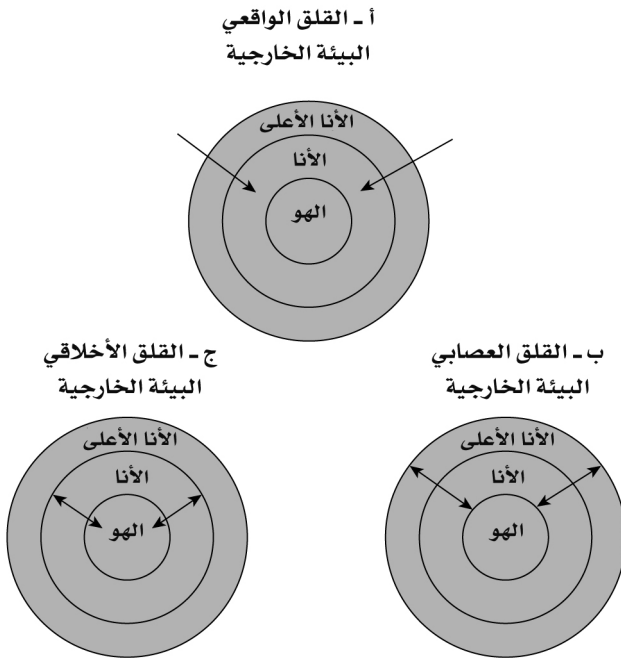 أ ـ القلق الواقعي
البيئة الخارجية
الأنا الأعلى
الأنا
الهو
ب ـ القلق العصابي
البيئة الخارجية
الأنا الأعلى
الأنا
الهو
ج ـ القلق الأخلاقي
البيئة الخارجية
الأنا الأعلى
الأنا
الهو